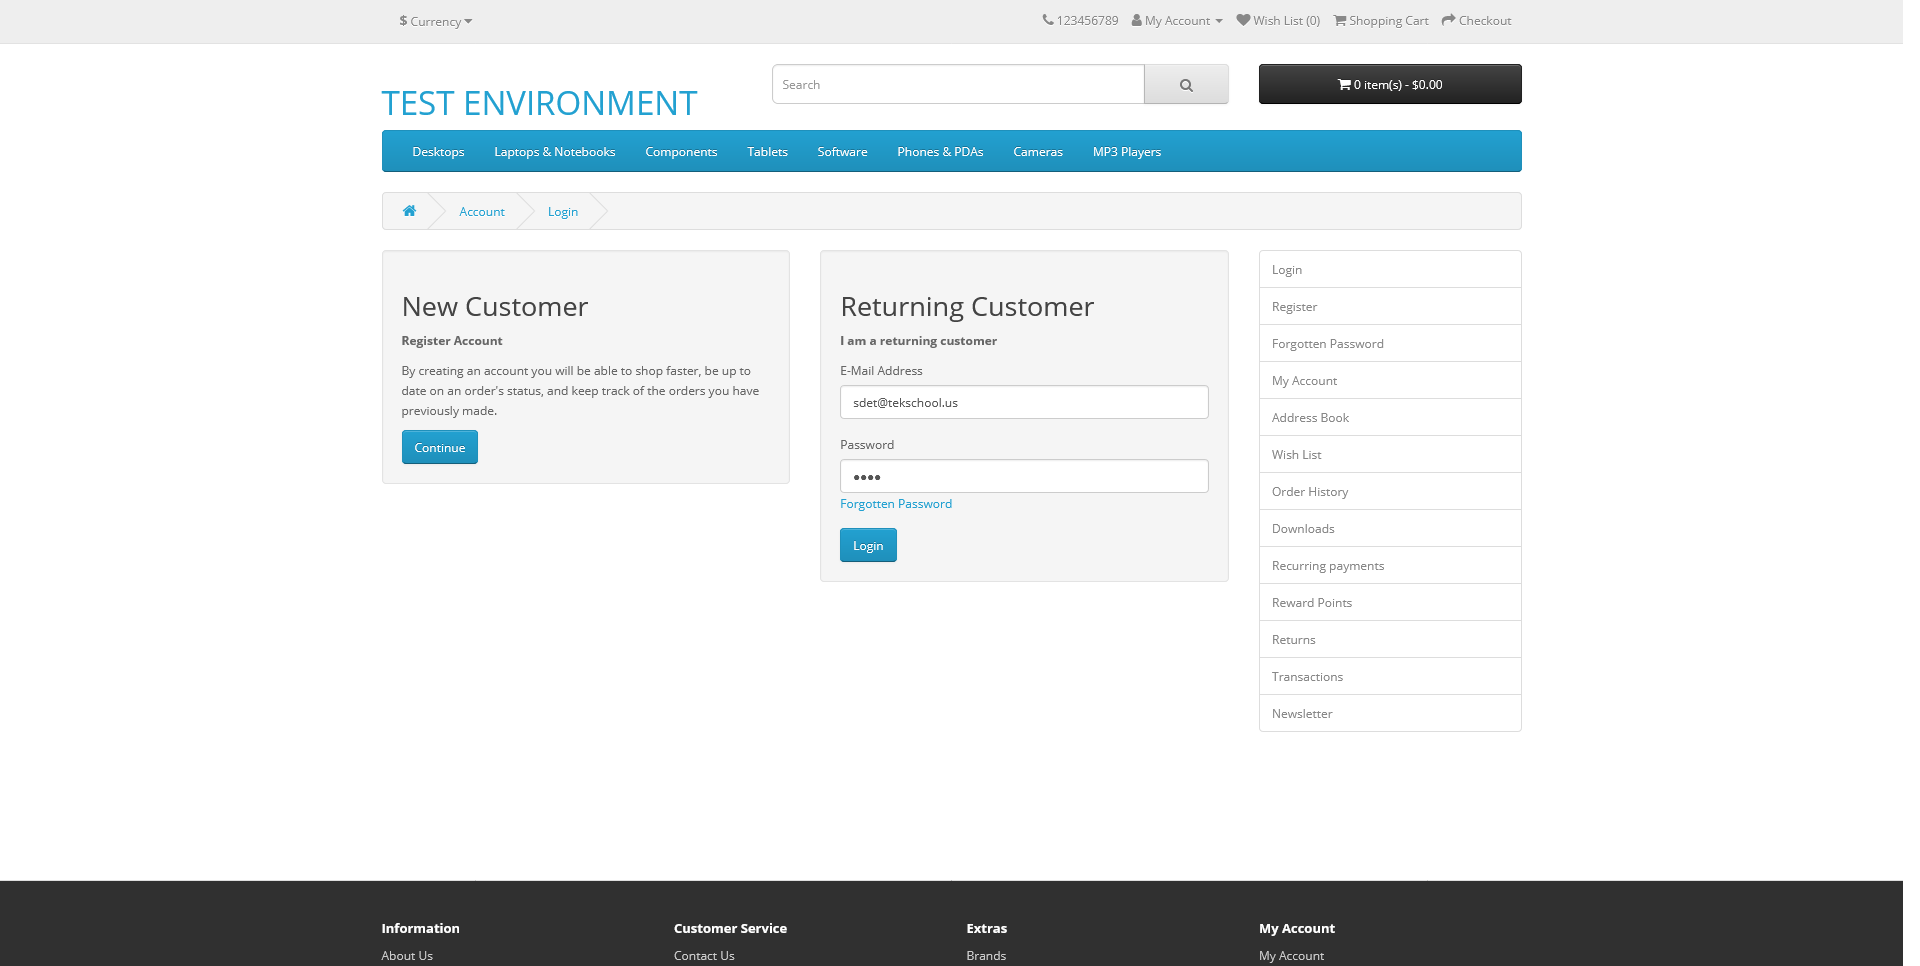 $ Currency
123456789 My Account Wish List (0) Shopping Cart Checkout
TEST ENVIRONMENT
Search
0 item(s) - $0.00
Desktops Laptops & Notebooks Components Tablets Software Phones & PDAs Cameras MP3 Players
Account Login
New Customer
Register Account
By creating an account you will be able to shop faster, be up to
date on an order's status, and keep track of the orders you have
previously made.
Continue
Returning Customer
I am a returning customer
E-Mail Address
sdet@tekschool.us
Password
••••
Forgotten Password
Login
Login
Register
Forgotten Password
My Account
Address Book
Wish List
Order History
Downloads
Recurring payments
Reward Points
Returns
Transactions
Newsletter
Information
About Us
Customer Service
Contact Us
Extras
Brands
My Account
My Account